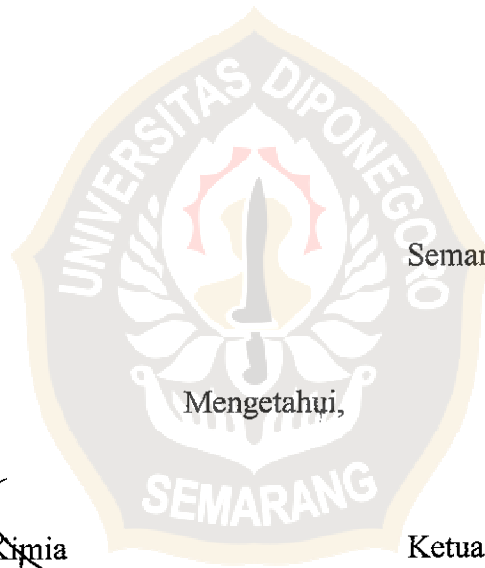 UNIVERSITAS DIPONEGORO
Semar
Mengetahui,
SEMARANG
Kimia
Ketua